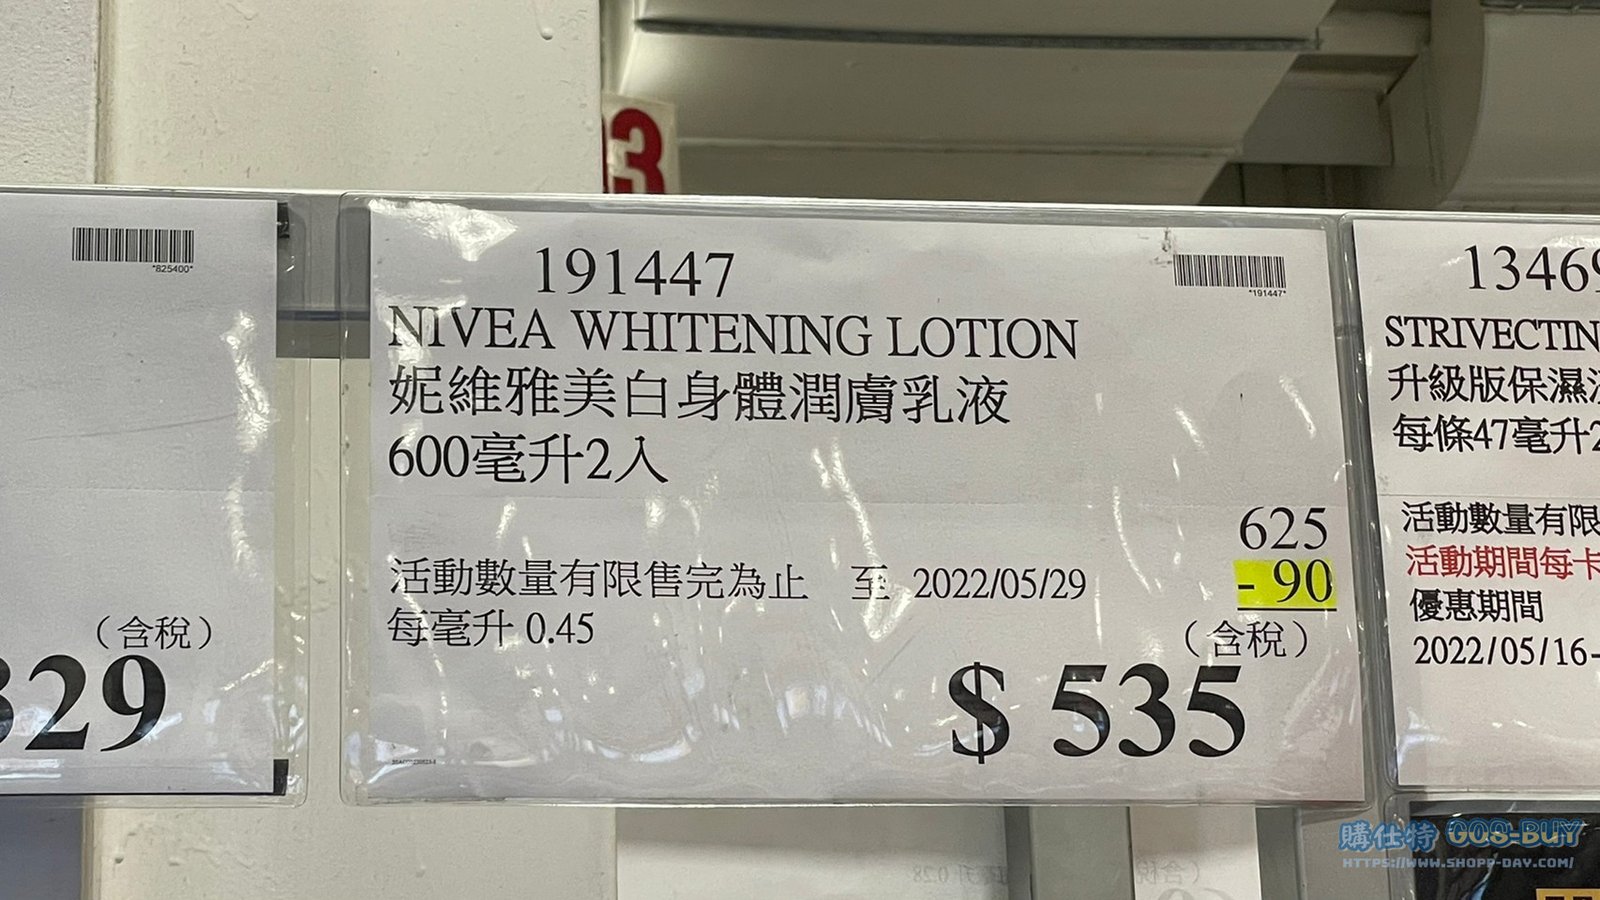 3
*825400*
（含稅）
329
191447
*191447*
NIVEA WHITENING LOTION
妮維雅美白身體潤膚乳液
600毫升2入
625
- 90
活動數量有限售完為止 至 2022/05/29
每毫升 0.45
（含稅）
$ 535
13469
STRIVECTIN
升級版保濕
每條47毫升2
活動數量有限
活動期間每卡
優惠期間
2022/05/16-
購仕特 GOS-BUY
HTTPS://WWW.SHOPP-DAY.COM/